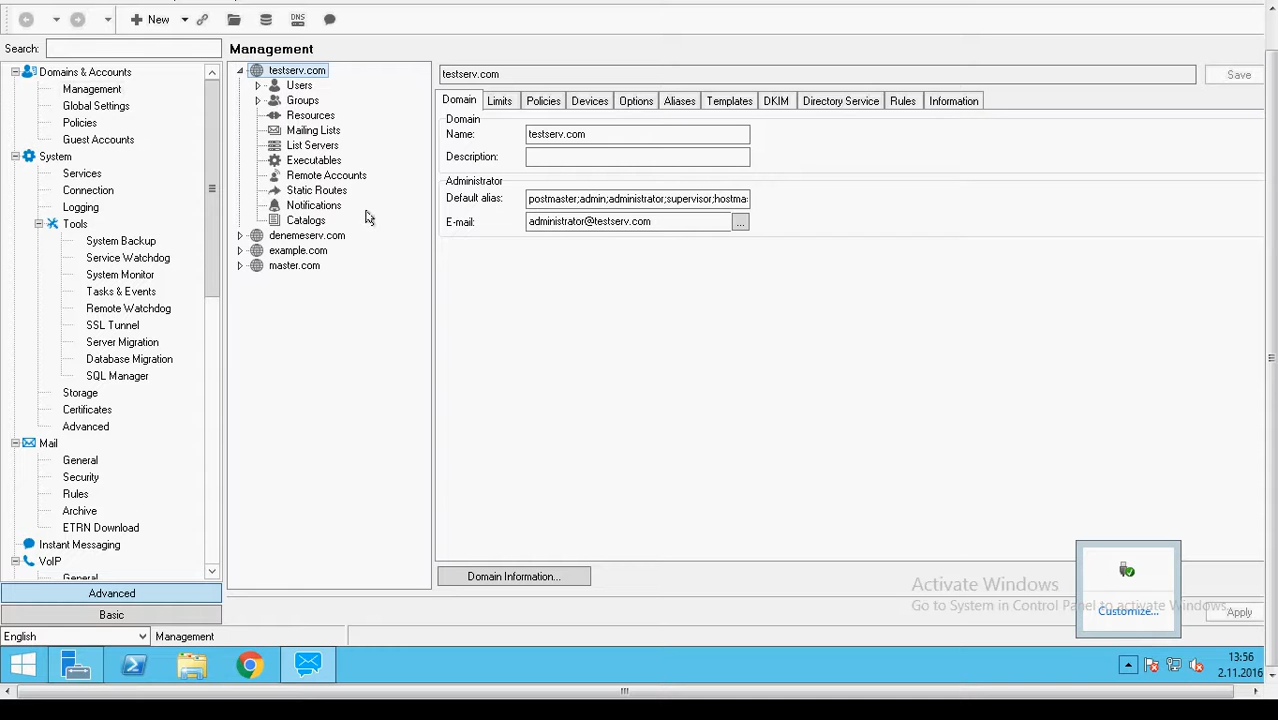 New DNS
Search:
Management
Domains & Accounts
Management
Global Settings
Policies
Guest Accounts
System
Services
Connection
Logging
Tools
System Backup
Service Watchdog
System Monitor
Tasks & Events
Remote Watchdog
SSL Tunnel
Server Migration
Database Migration
SQL Manager
Storage
Certificates
Advanced
Mail
General
Security
Rules
Archive
ETRN Download
Instant Messaging
VoIP
General
Advanced
Basic
testserv.com
Users
Groups
Resources
Mailing Lists
List Servers
Executables
Remote Accounts
Static Routes
Notifications
Catalogs
denemeserv.com
example.com
master.com
testserv.com Save
Domain Limits Policies Devices Options Aliases Templates DKIM Directory Service Rules Information
Domain
Name: testserv.com
Description:
Administrator
Default alias: postmaster;admin;administrator;supervisor;hostma
E-mail: administrator@testserv.com ...
Domain Information...
Activate Windows
Go to System in Control Panel to activate Windows.
Customize...
Apply
English Management
13:56
2.11.2016